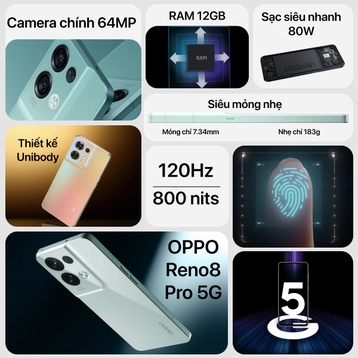 Camera chính 64MP
RAM 12GB
RAM
Sạc siêu nhanh
80W
Siêu mỏng nhẹ
Mỏng chỉ 7.34mm
Nhẹ chỉ 183g
Thiết kế
Unibody
120Hz
800 nits
OPPO
Reno8
Pro 5G
5G